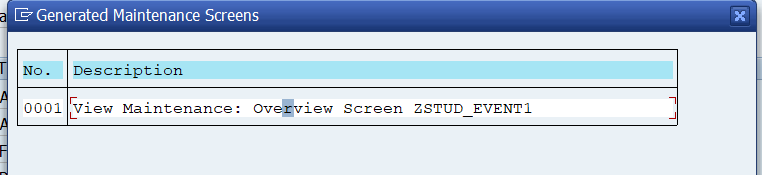 Generated Maintenance Screens
No. Description
0001 View Maintenance: Overview Screen ZSTUD_EVENT1